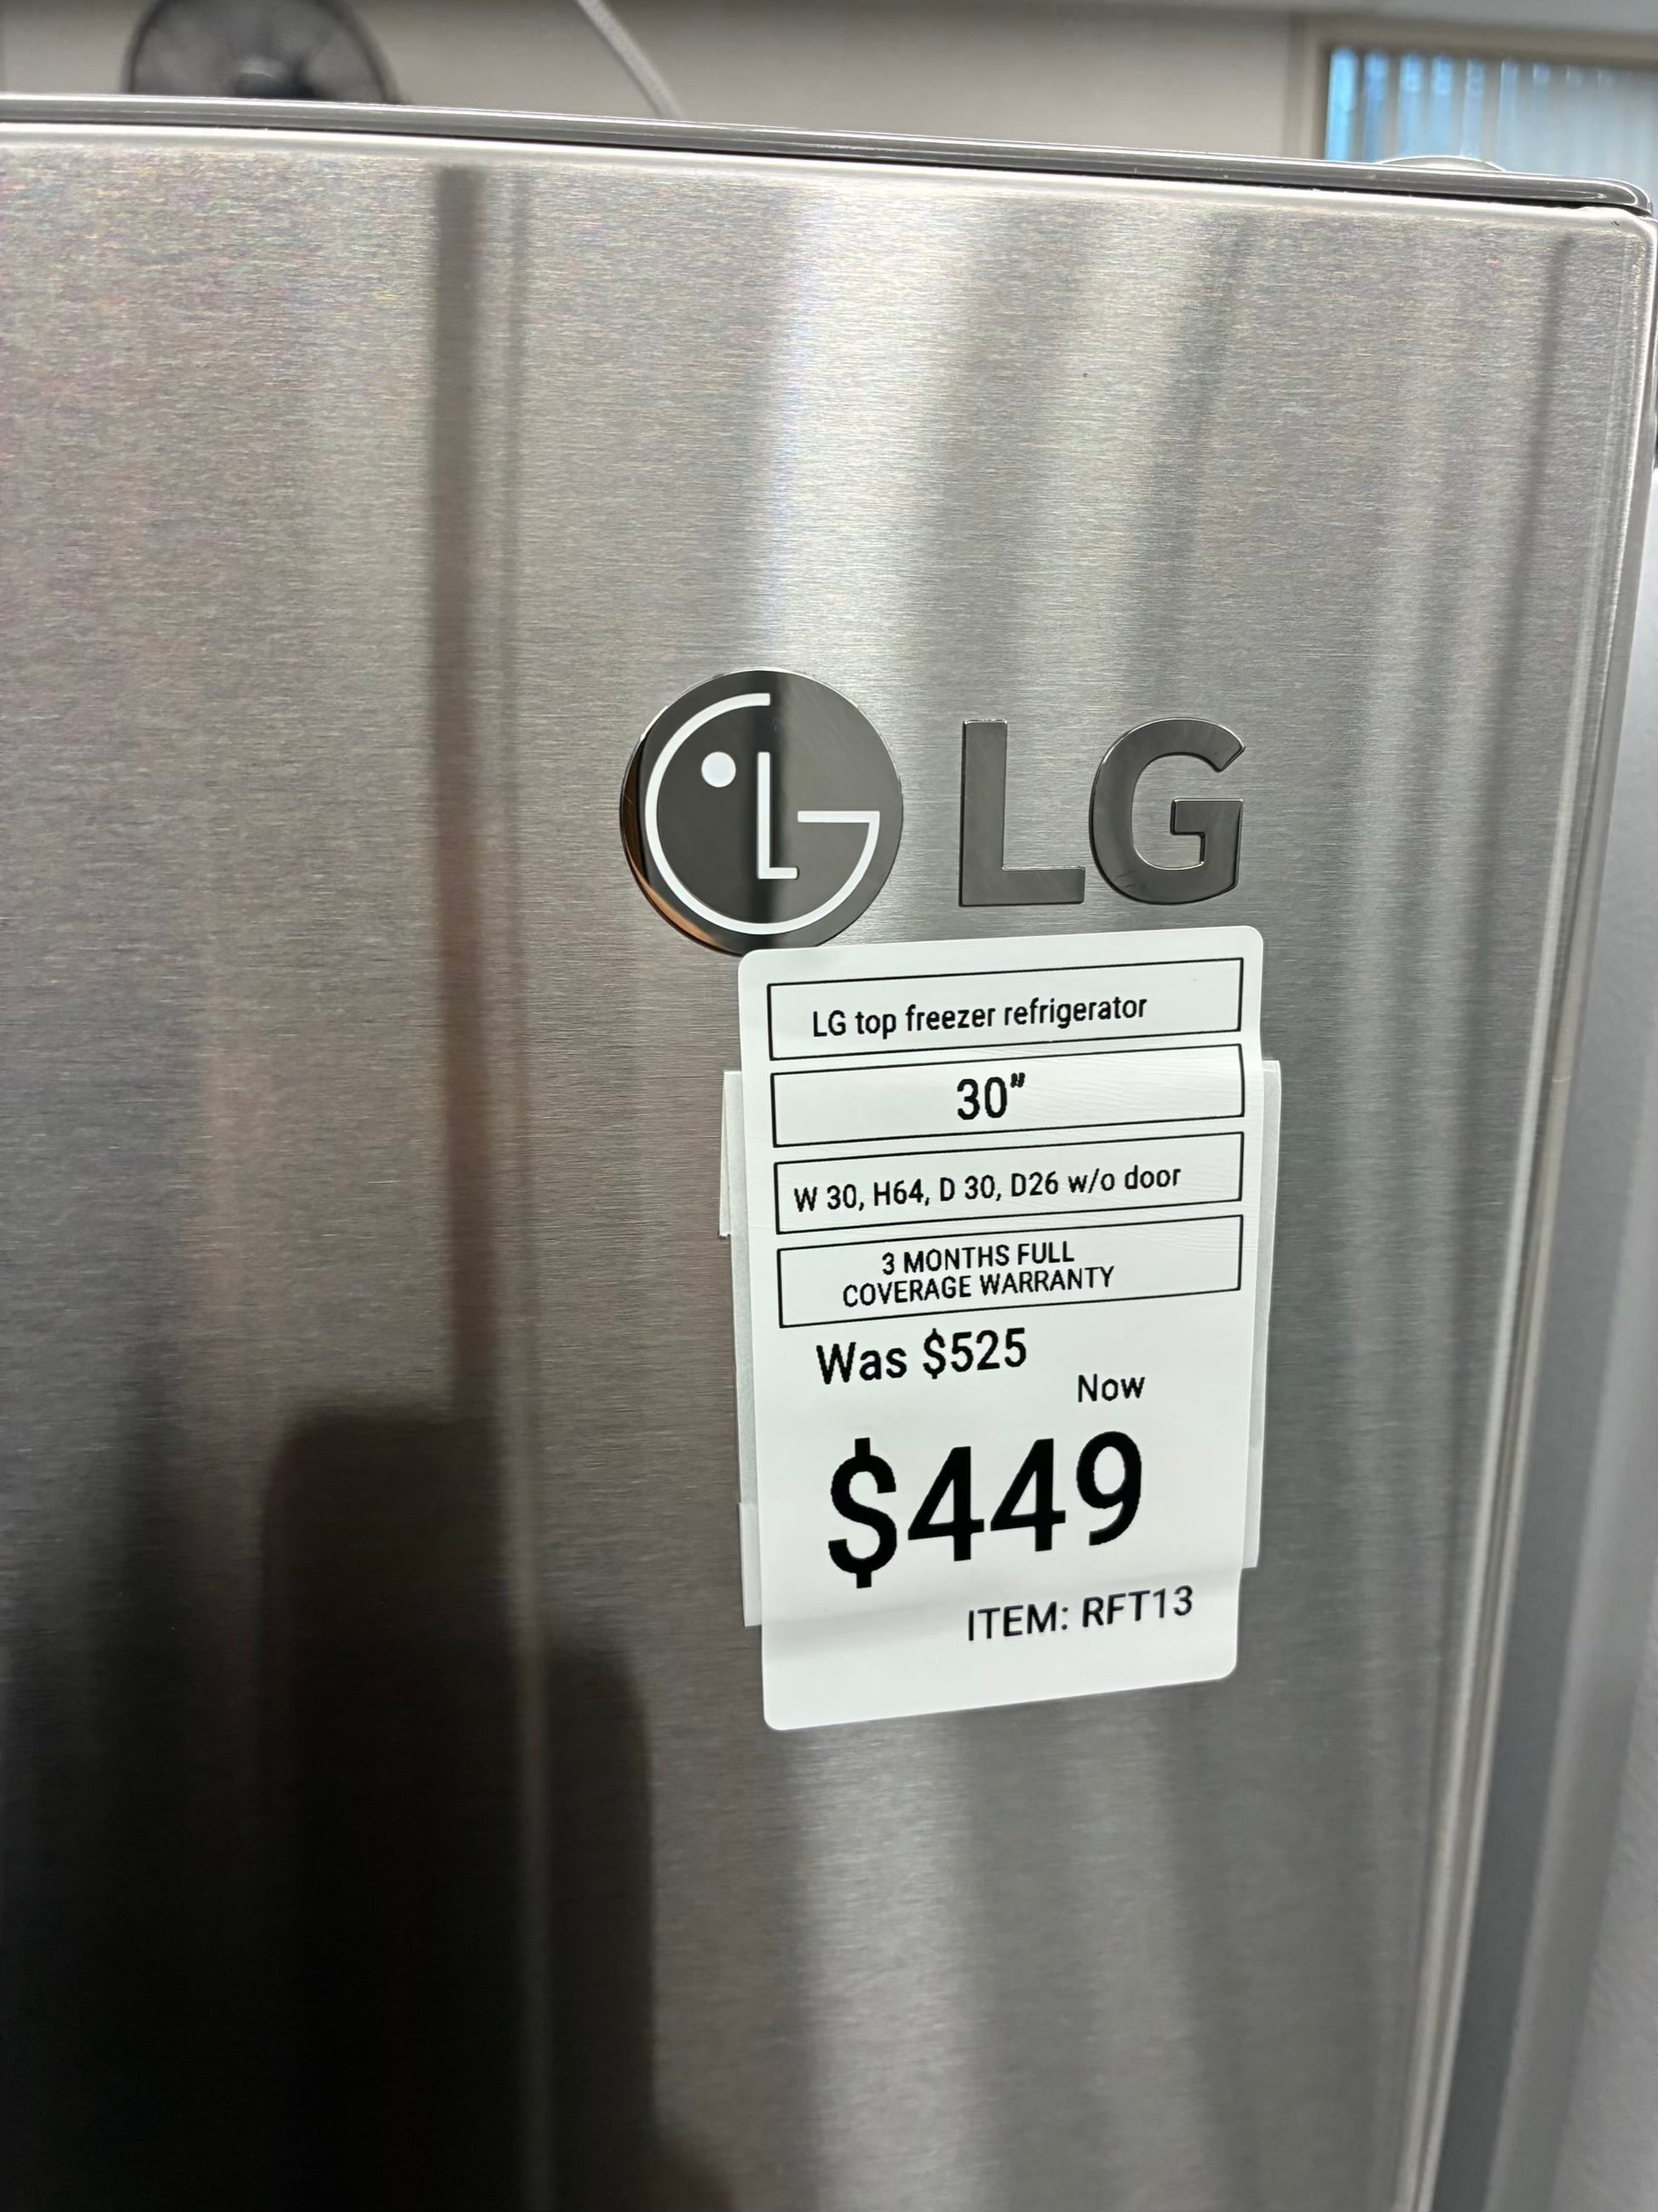 LG
LG
LG top freezer refrigerator
30"
W 30, H64, D 30, D26 w/o door
3 MONTHS FULL
COVERAGE WARRANTY
Was $525
Now
$449
ITEM: RFT13